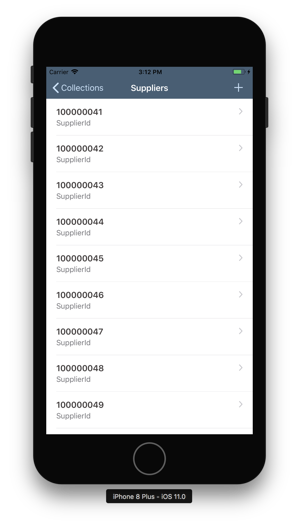 Carrier 3:12 PM
Collections Suppliers +
100000041
SupplierId
100000042
SupplierId
100000043
SupplierId
100000044
SupplierId
100000045
SupplierId
100000046
SupplierId
100000047
SupplierId
100000048
SupplierId
100000049
SupplierId
iPhone 8 Plus - iOS 11.0